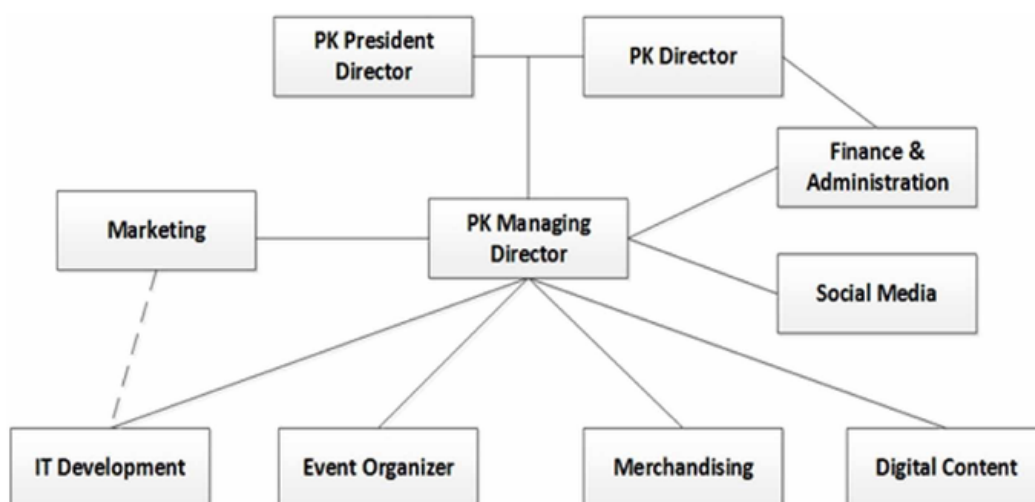 PK President
Director
PK Director
Finance &
Administration
Marketing
PK Managing
Director
Social Media
IT Development
Event Organizer
Merchandising
Digital Content